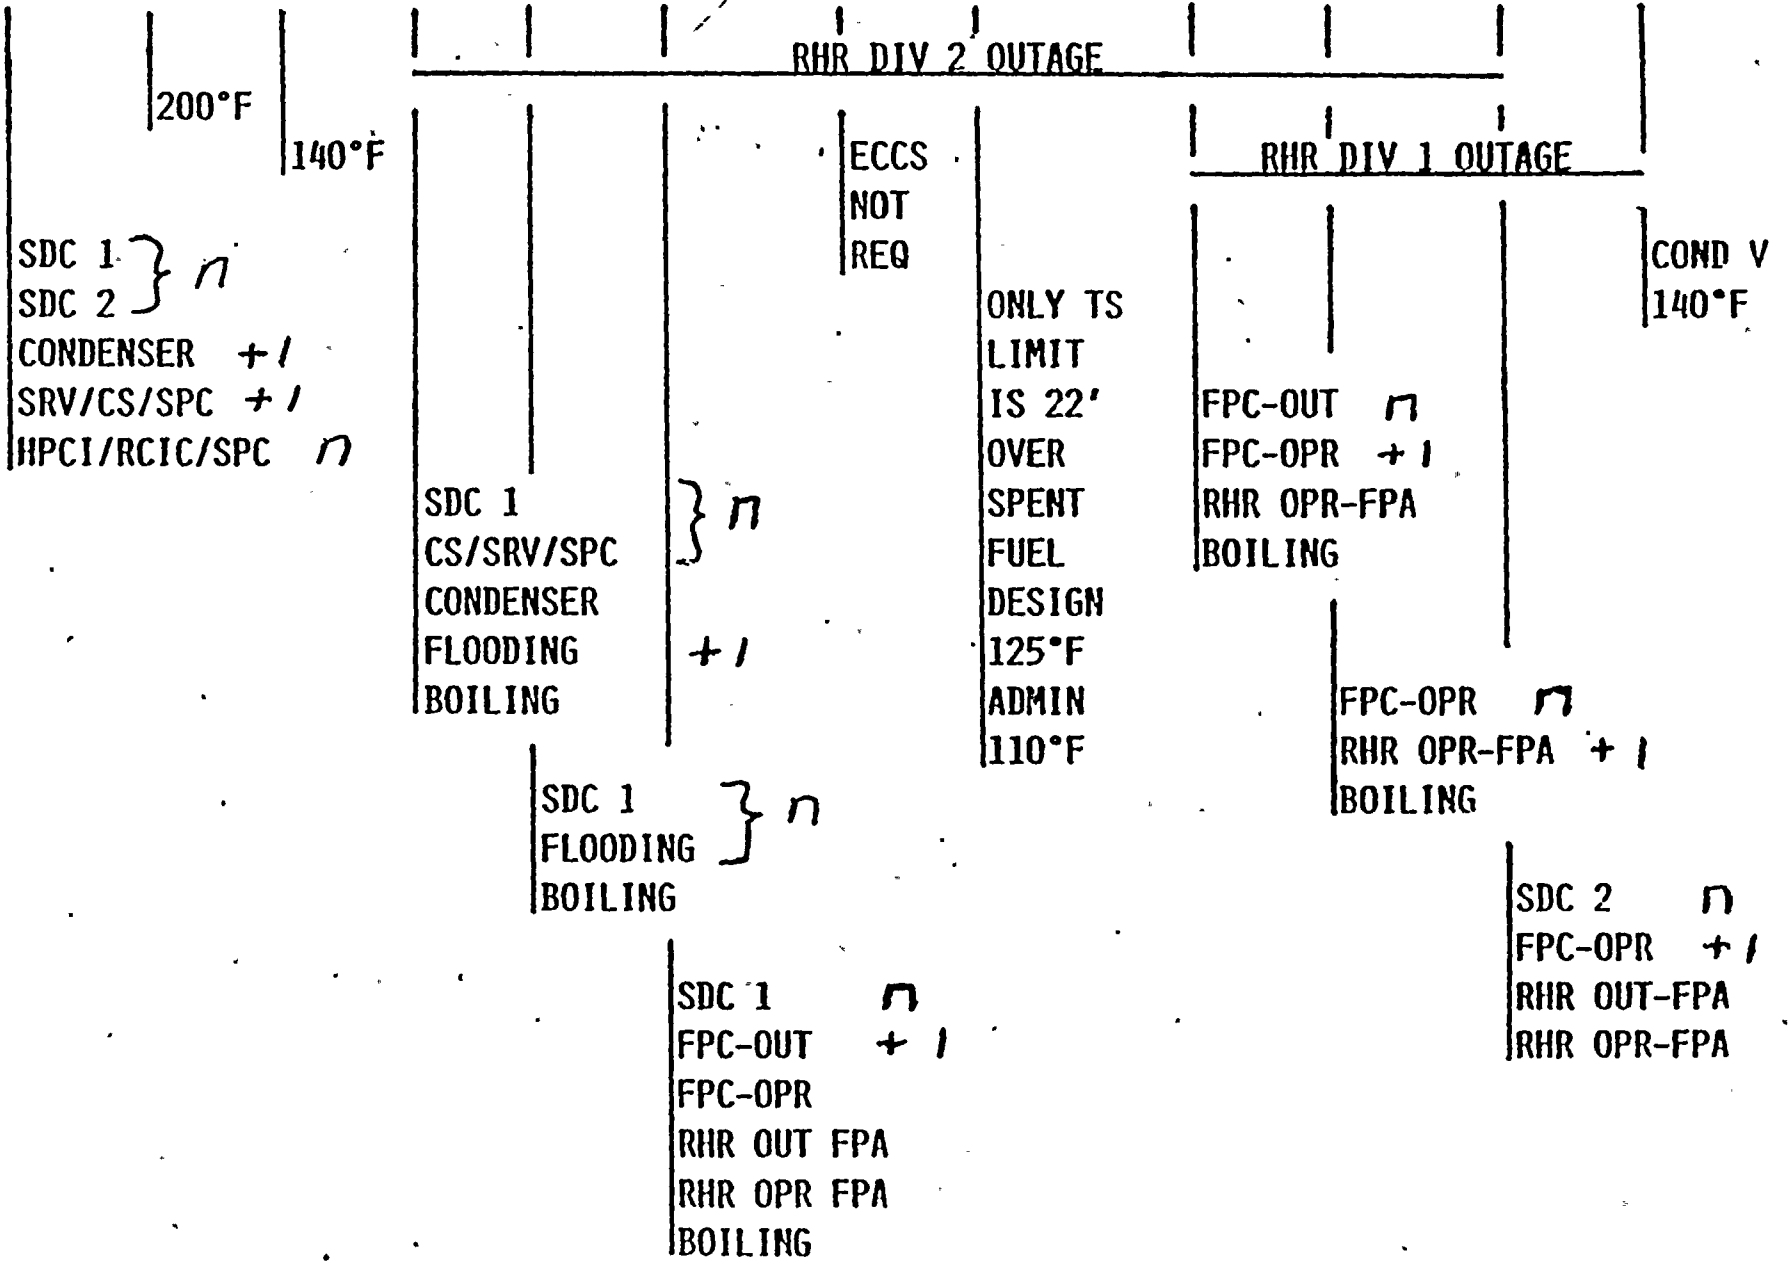 RHR DIV 2 OUTAGE
200°F
140°F
ECCS
NOT
REQ
RHR DIV 1 OUTAGE
SDC 1
SDC 2
} n
CONDENSER +1
SRV/CS/SPC +1
HPCI/RCIC/SPC n
SDC 1
CS/SRV/SPC
} n
CONDENSER
FLOODING +1
BOILING
SDC 1
FLOODING
} n
BOILING
SDC 1 n
FPC-OUT +1
FPC-OPR
RHR OUT FPA
RHR OPR FPA
BOILING
ONLY TS
LIMIT
IS 22'
OVER
SPENT
FUEL
DESIGN
125°F
ADMIN
110°F
FPC-OUT n
FPC-OPR +1
RHR OPR-FPA
BOILING
FPC-OPR n
RHR OPR-FPA +1
BOILING
SDC 2 n
FPC-OPR +1
RHR OUT-FPA
RHR OPR-FPA
COND V
140°F